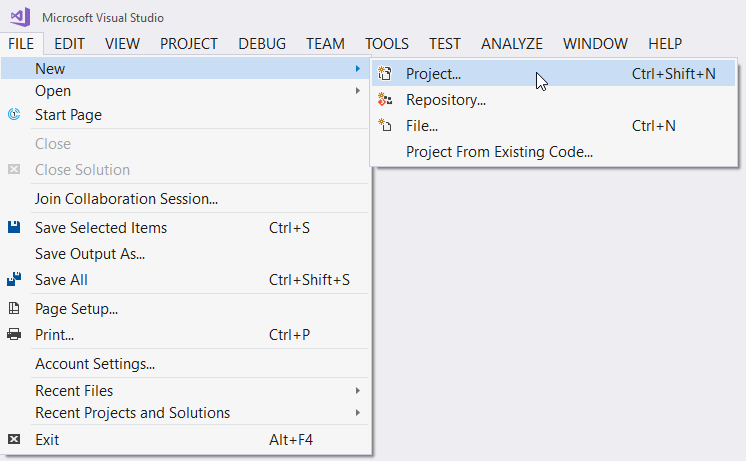 Microsoft Visual Studio
FILE EDIT VIEW PROJECT DEBUG TEAM TOOLS TEST ANALYZE WINDOW HELP
New
Open
Start Page
Close
Close Solution
Join Collaboration Session...
Save Selected Items Ctrl+S
Save Output As...
Save All Ctrl+Shift+S
Page Setup...
Print... Ctrl+P
Account Settings...
Recent Files
Recent Projects and Solutions
Exit Alt+F4
Project... Ctrl+Shift+N
Repository...
File... Ctrl+N
Project From Existing Code...